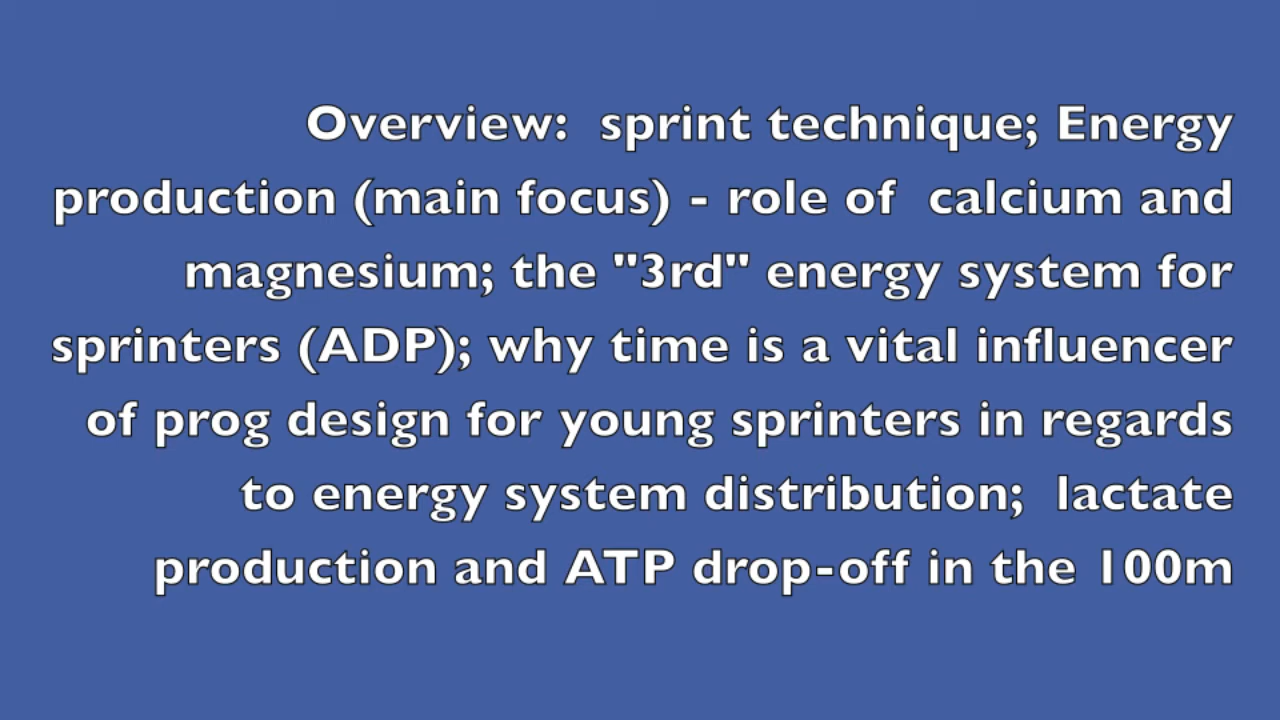 Overview:  sprint technique; Energy
production (main focus) - role of  calcium and
magnesium; the "3rd" energy system for
sprinters (ADP); why time is a vital influencer
of prog design for young sprinters in regards
to energy system distribution;  lactate
production and ATP drop-off in the 100m